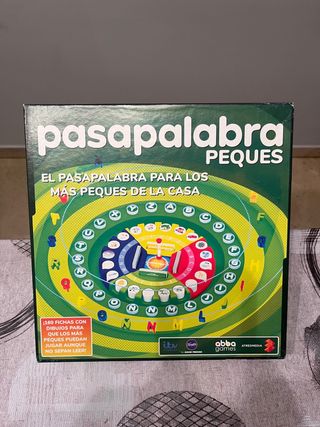 pasapalabra
PEQUES
EL PASAPALABRA PARA LOS
MÁS PEQUES DE LA CASA
¡180 FICHAS CON
DIBUJOS PARA
QUE LOS MÁS
PEQUES PUEDAN
JUGAR AUNQUE
NO SEPAN LEER!
itv
abba
games
ATRESMEDIA